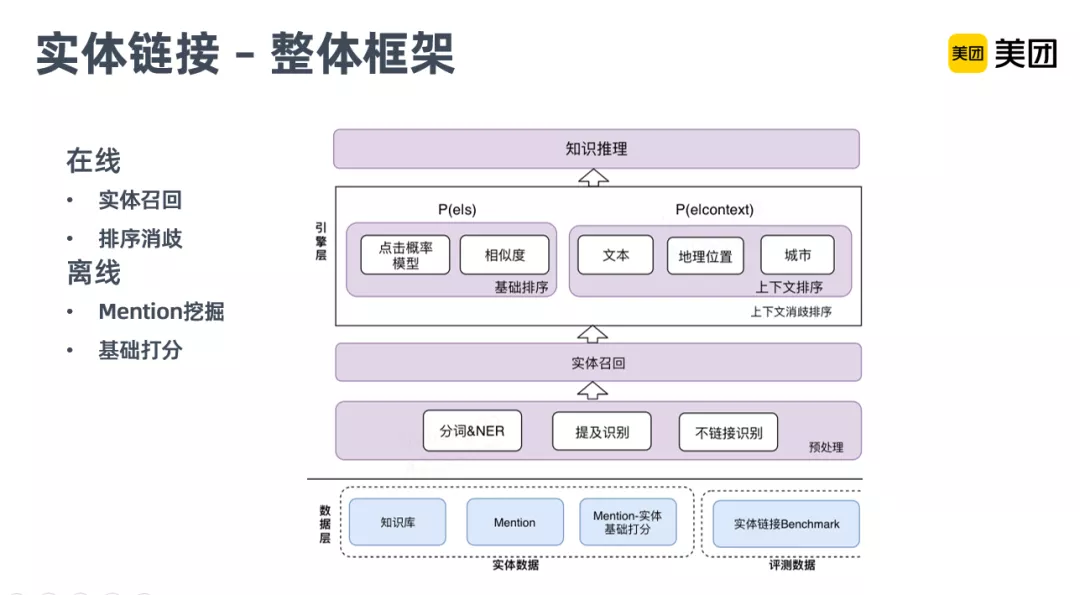 实体链接 – 整体框架
美团 美团
在线
• 实体召回
• 排序消歧
离线
• Mention挖掘
• 基础打分
知识推理
引擎层
P(els)
P(elcontext)
点击概率
模型
相似度
基础排序
文本
地理位置
城市
上下文排序
上下文消歧排序
实体召回
分词&NER
提及识别
不链接识别
预处理
数据层
知识库
Mention
Mention-实体
基础打分
实体链接Benchmark
实体数据
评测数据